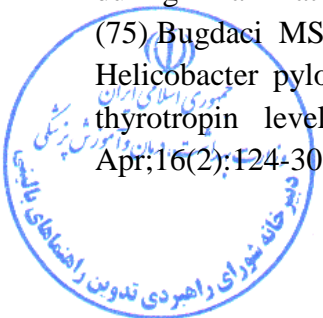 (75) Bugdaci MS
Helicobacter pylo
thyrotropin level
Apr;16(2):124-30
جمهوری اسلامی ایران
وزارت بهداشت، درمان و آموزش پزشکی
دبیرخانه شورای راهبردی تدوین راهنماهای بالینی